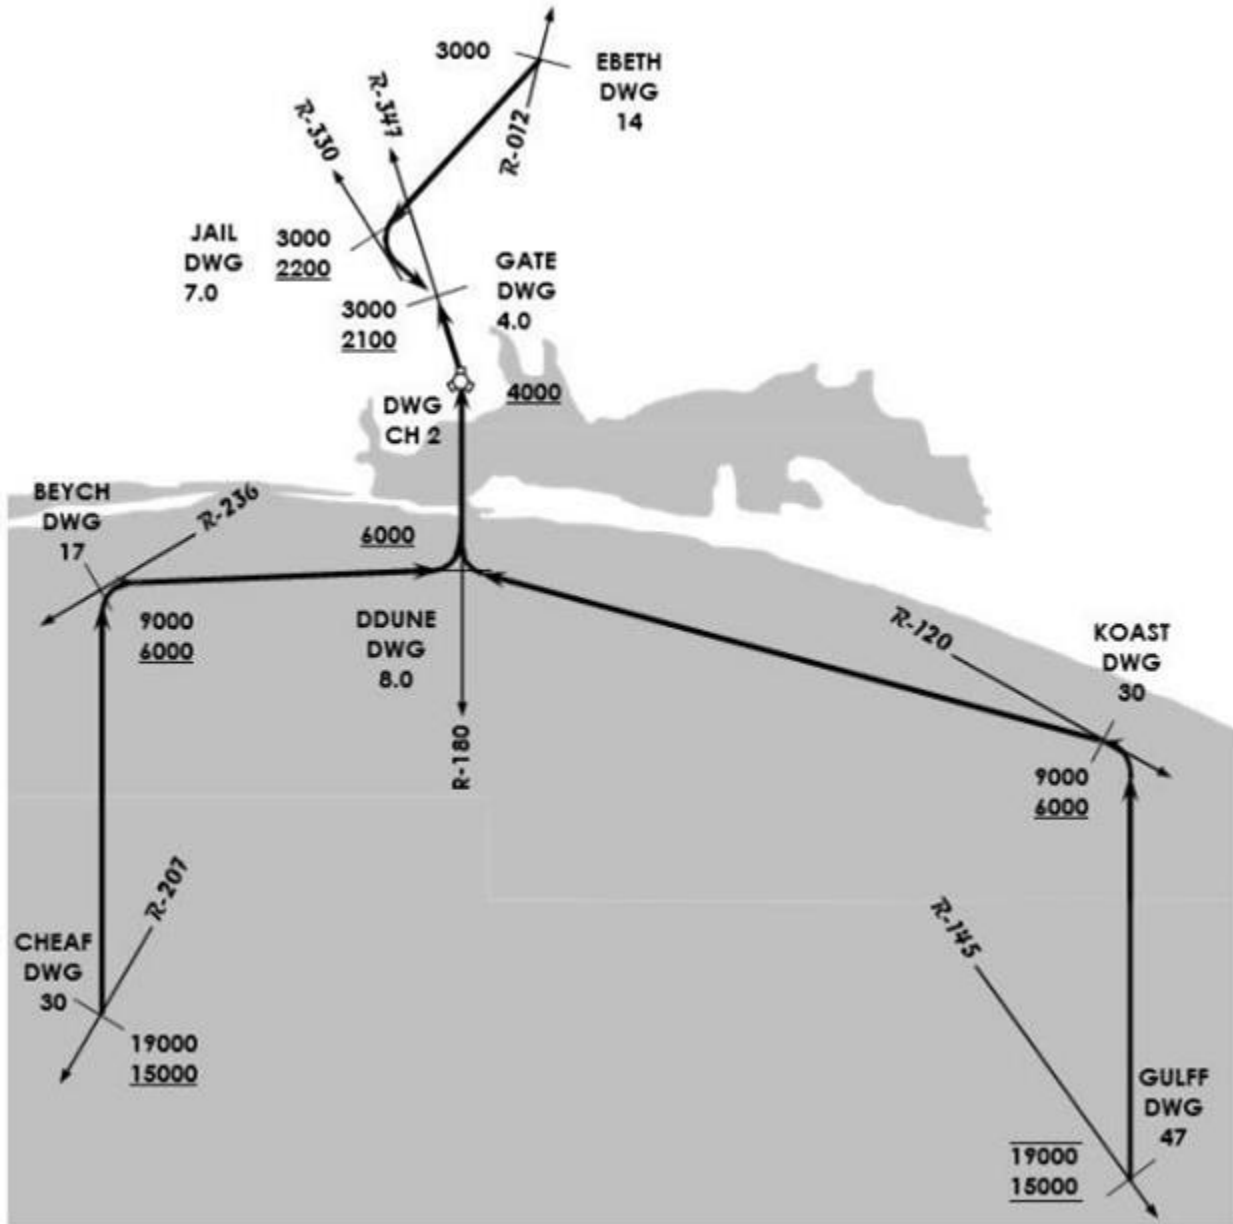 3000
EBETH
DWG
14
R-347
R-330
R-012
JAIL
DWG
7.0
3000
2200
GATE
DWG
4.0
3000
2100
DWG
CH 2
4000
BEYCH
DWG
17
R-236
6000
9000
6000
DDUNE
DWG
8.0
R-120
KOAST
DWG
30
R-180
9000
6000
R-207
R-145
CHEAF
DWG
30
19000
15000
GULFF
DWG
47
19000
15000